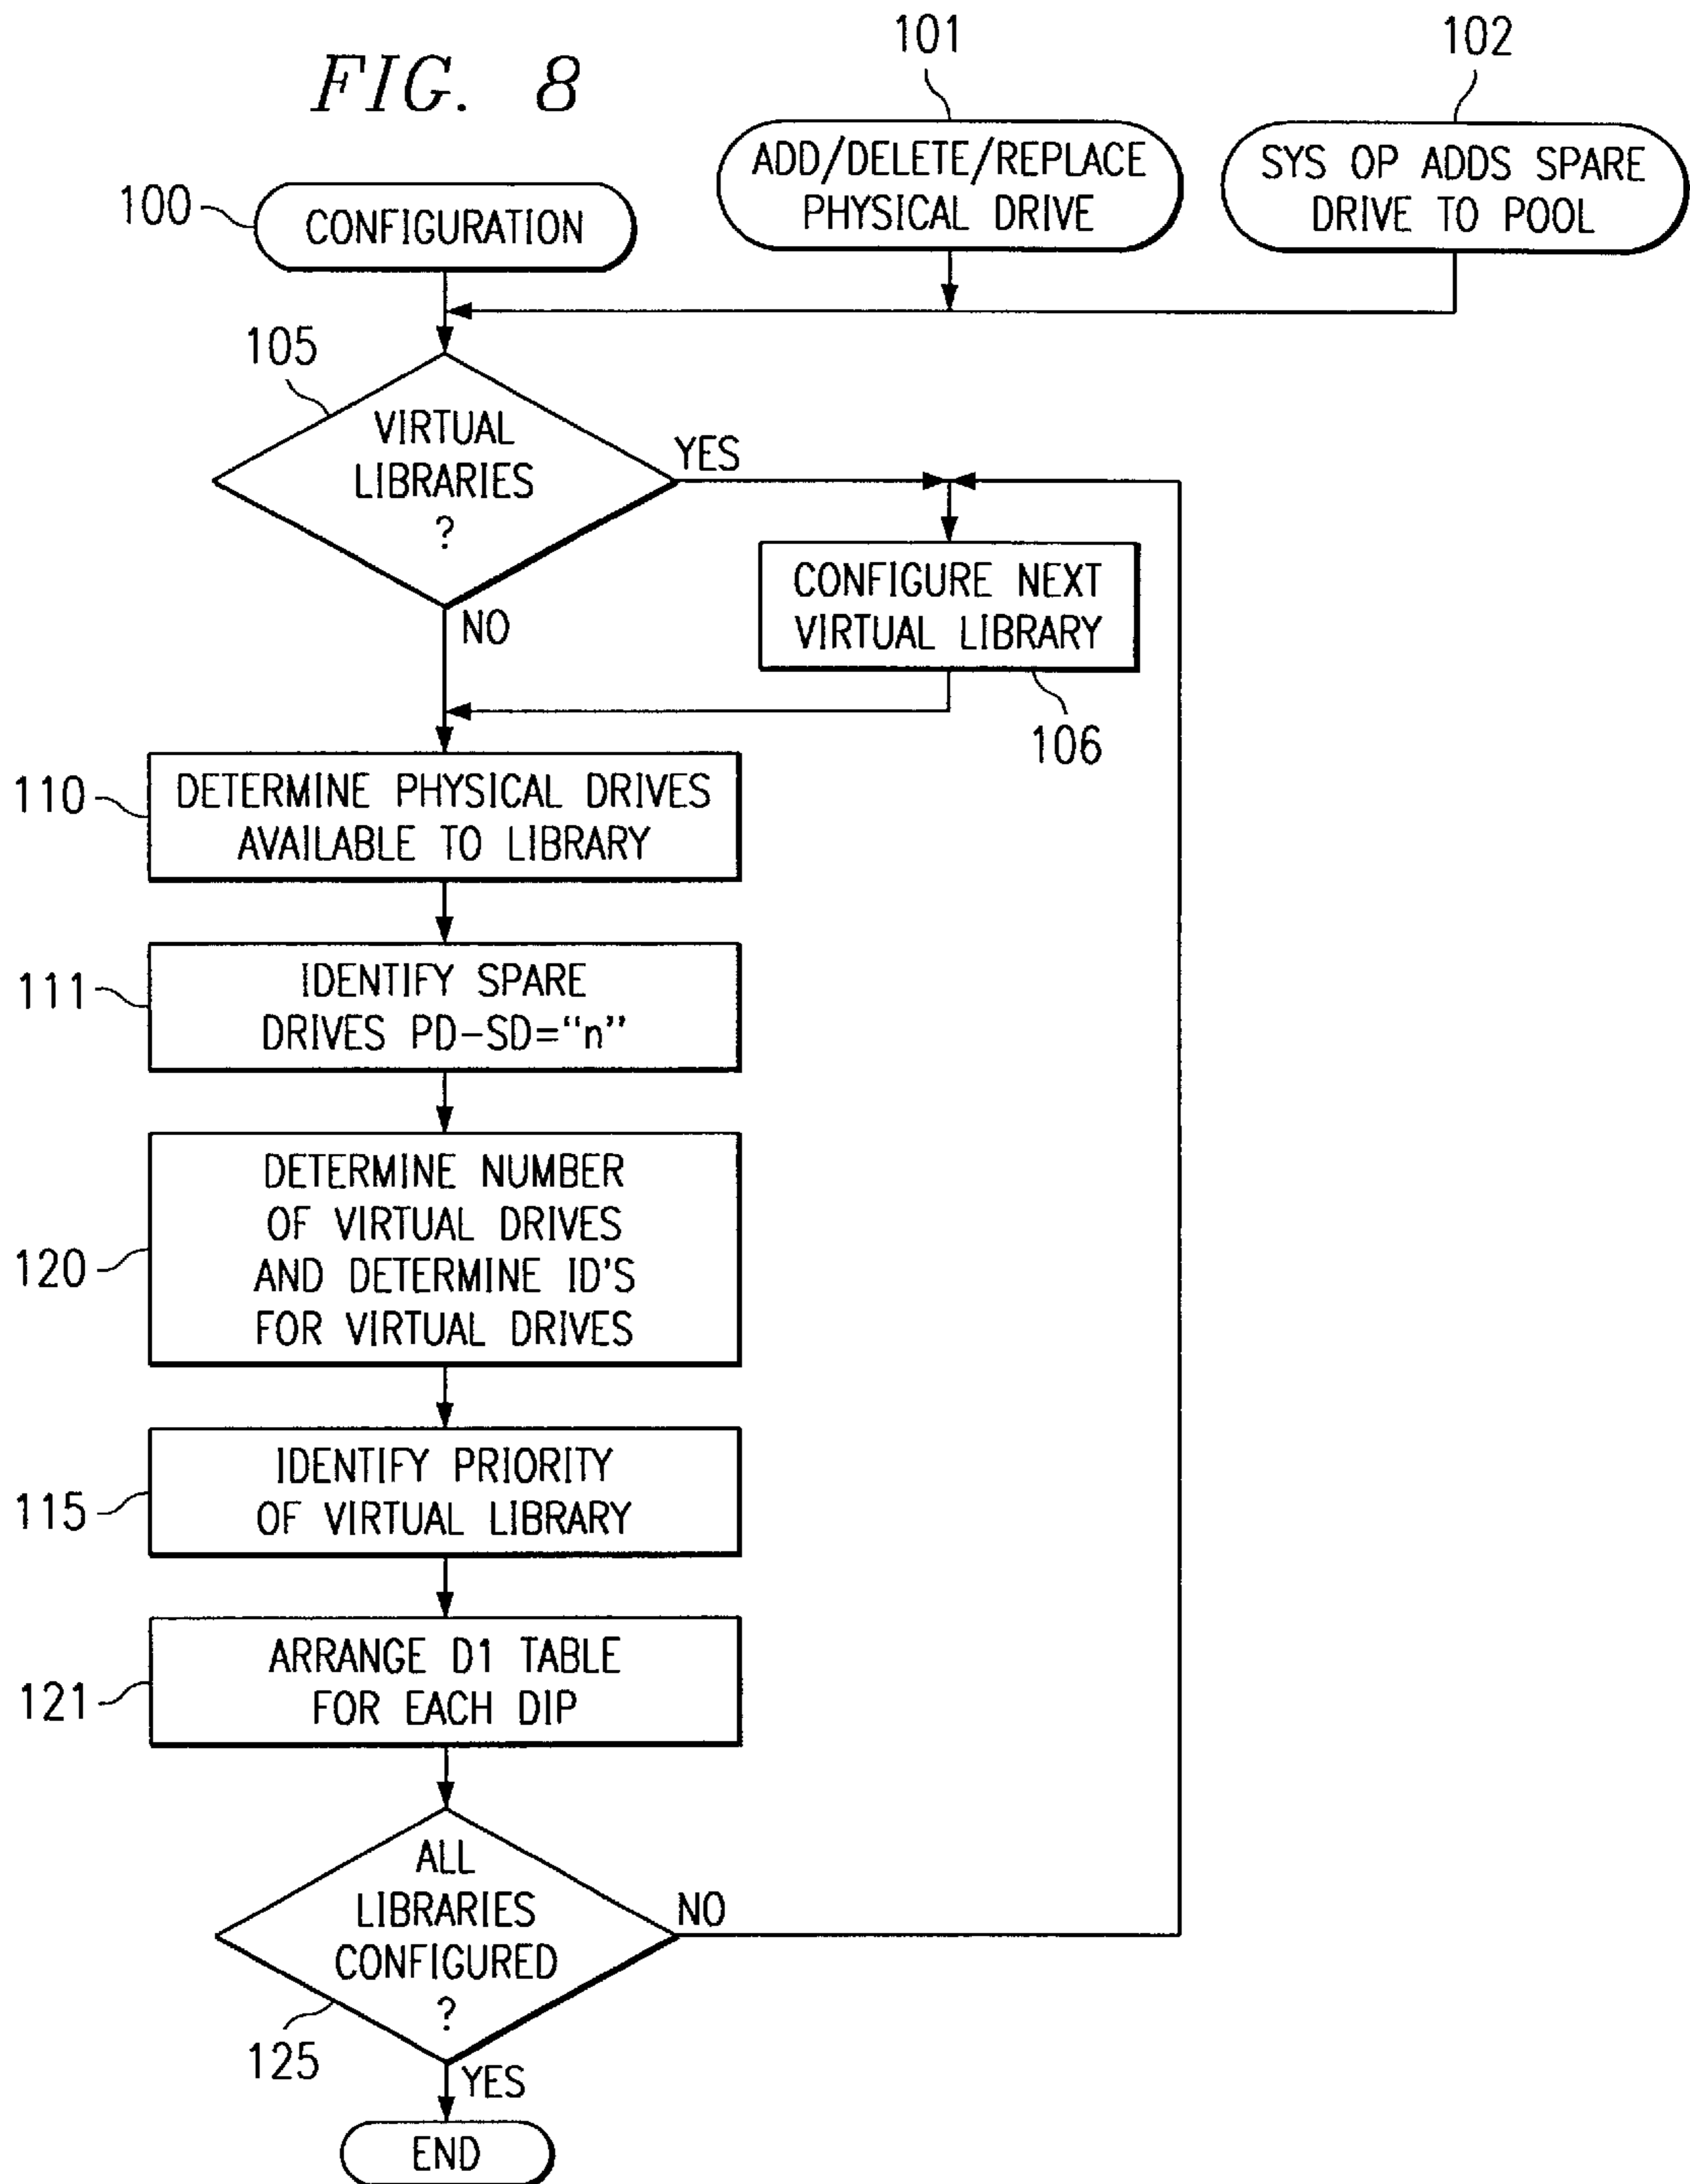 FIG. 8
101
102
ADD/DELETE/REPLACE
PHYSICAL DRIVE
SYS OP ADDS SPARE
DRIVE TO POOL
100
CONFIGURATION
105
VIRTUAL
LIBRARIES
?
YES
NO
CONFIGURE NEXT
VIRTUAL LIBRARY
106
110
DETERMINE PHYSICAL DRIVES
AVAILABLE TO LIBRARY
111
IDENTIFY SPARE
DRIVES PD-SD="n"
120
DETERMINE NUMBER
OF VIRTUAL DRIVES
AND DETERMINE ID'S
FOR VIRTUAL DRIVES
115
IDENTIFY PRIORITY
OF VIRTUAL LIBRARY
121
ARRANGE D1 TABLE
FOR EACH DIP
ALL
LIBRARIES
CONFIGURED
?
NO
125
YES
END